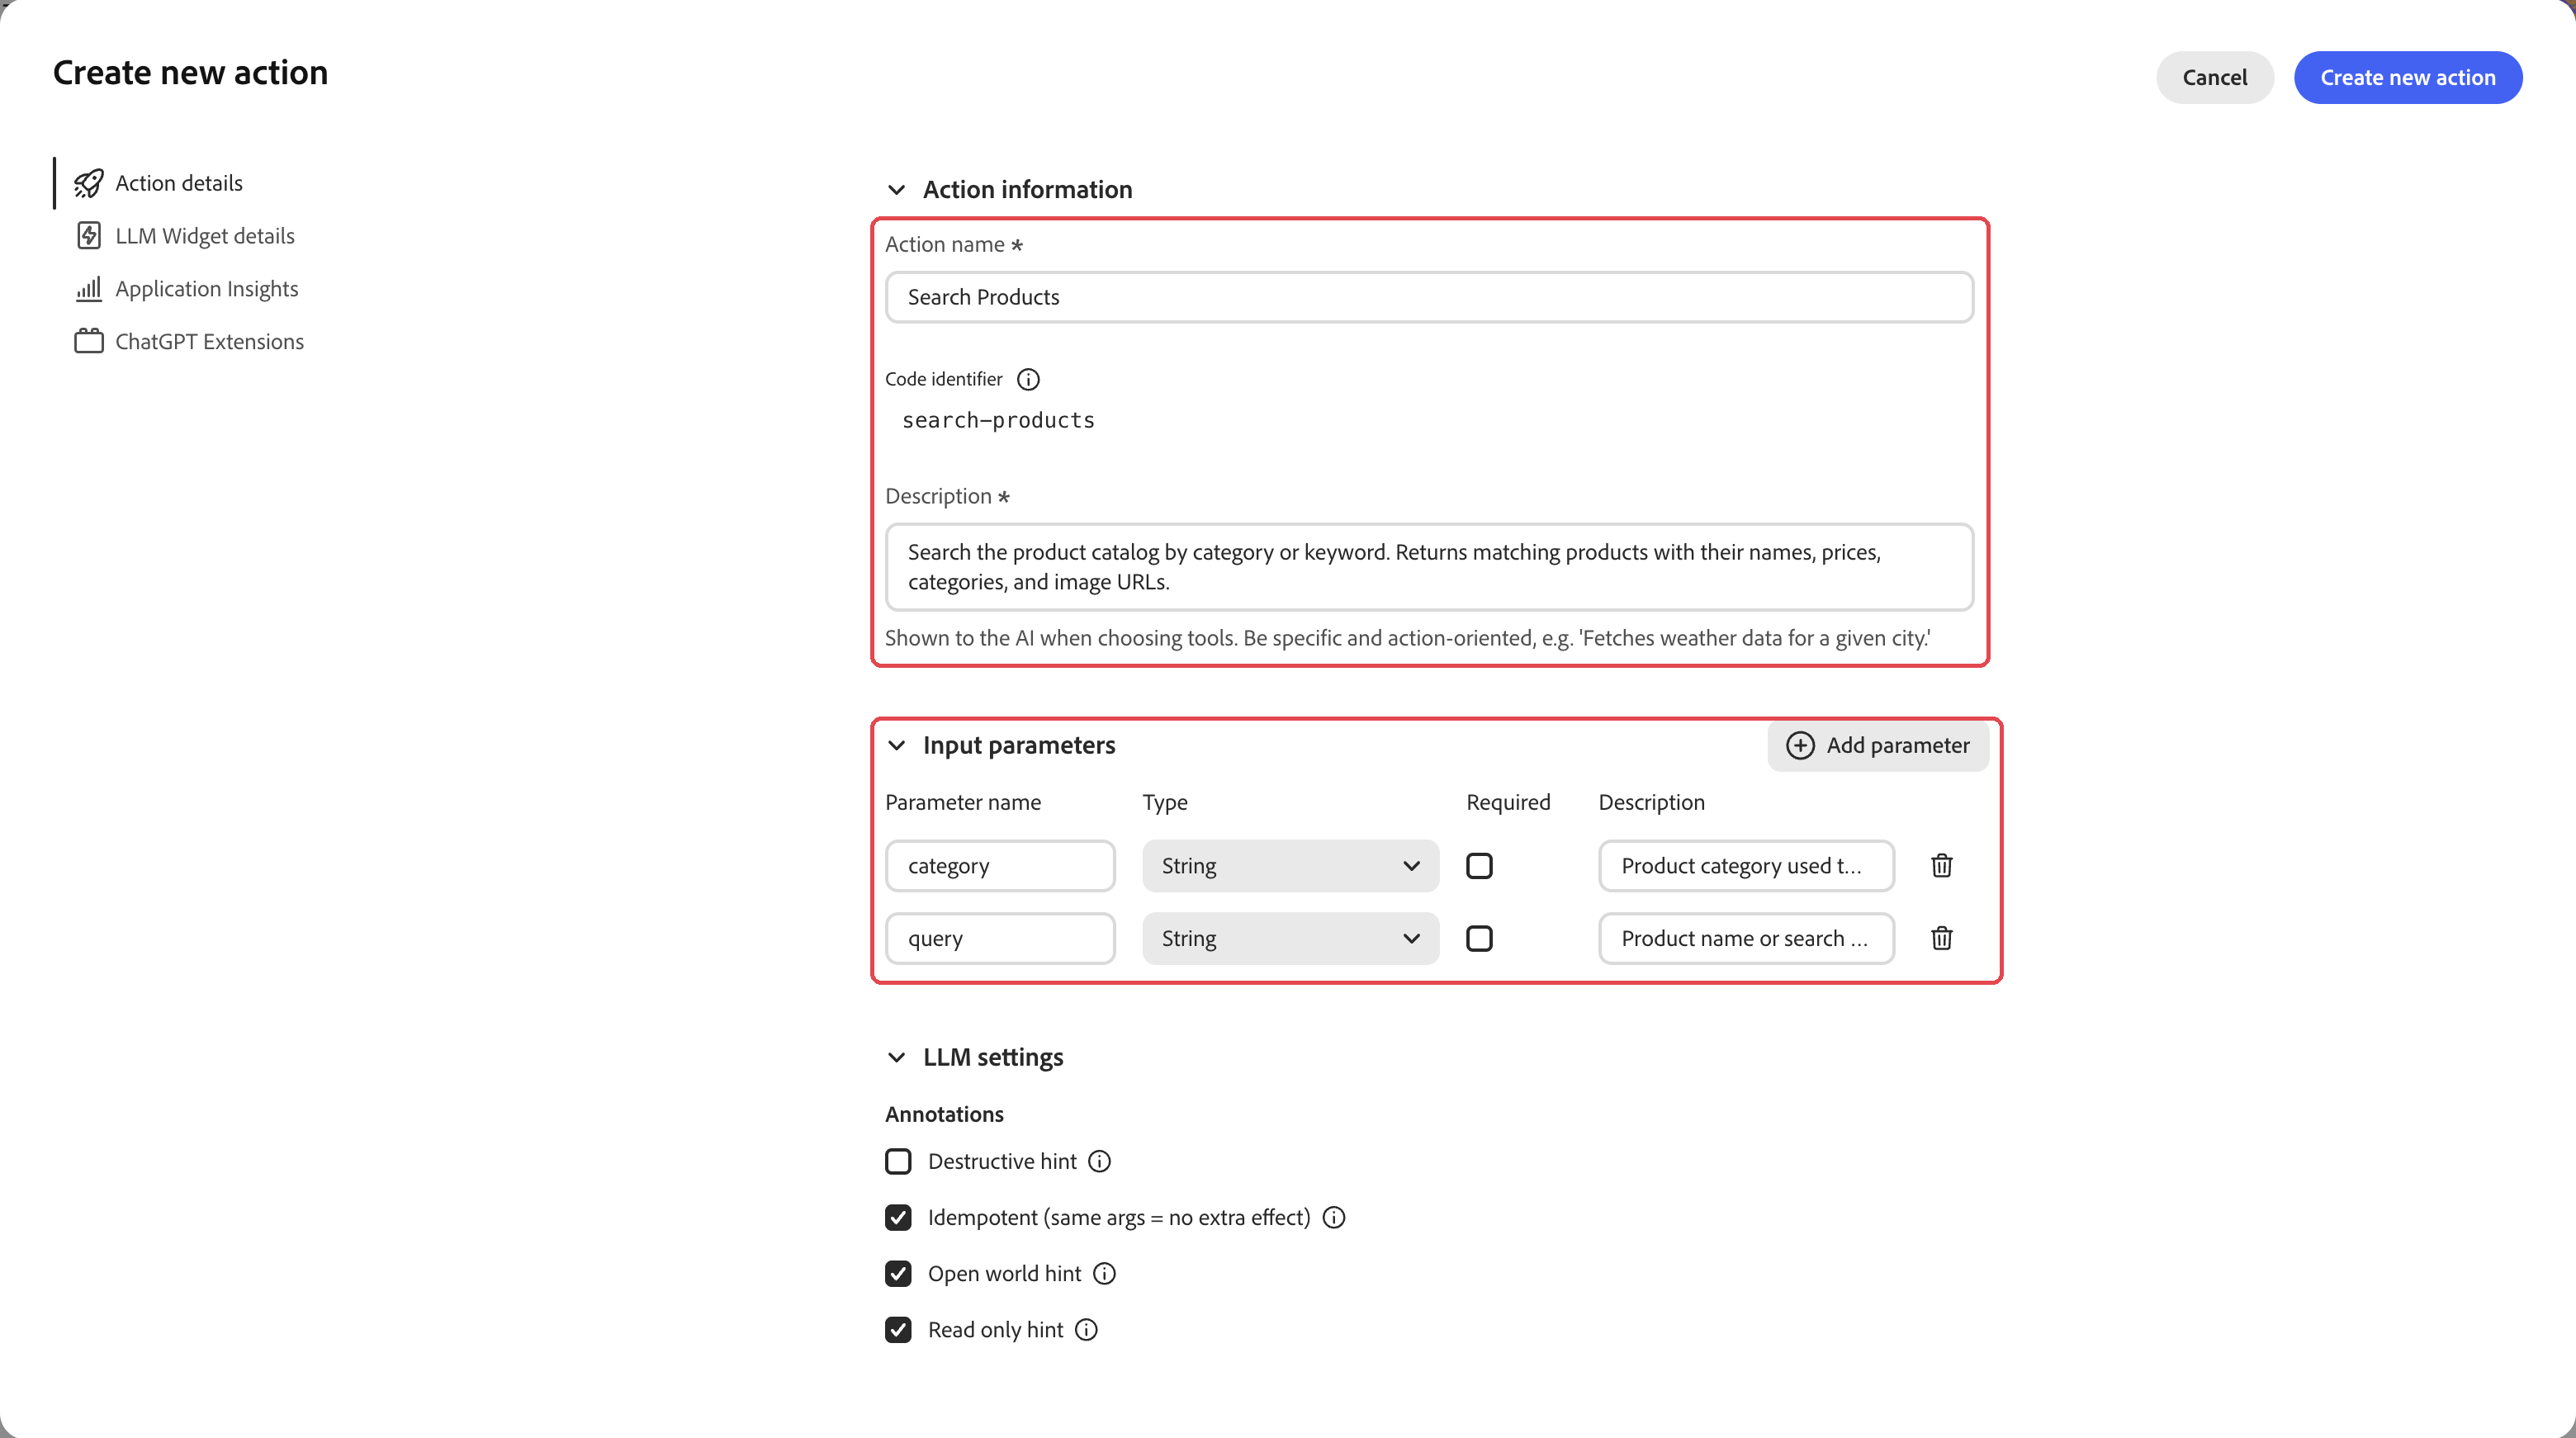 Create new action
Cancel
Create new action
Action details
LLM Widget details
Application Insights
ChatGPT Extensions
Action information
Action name *
Search Products
Code identifier
search-products
Description *
Search the product catalog by category or keyword. Returns matching products with their names, prices,
categories, and image URLs.
Shown to the AI when choosing tools. Be specific and action-oriented, e.g. 'Fetches weather data for a given city.'
Input parameters
Add parameter
Parameter name Type Required Description
category String Product category used t...
query String Product name or search ...
LLM settings
Annotations
Destructive hint
Idempotent (same args = no extra effect)
Open world hint
Read only hint